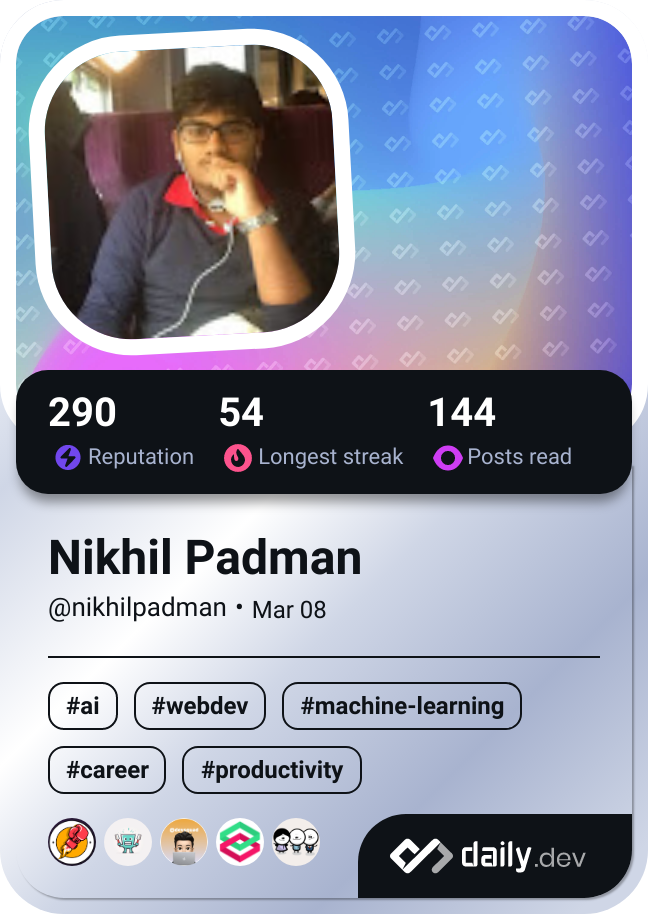 290 54 144
Reputation Longest streak Posts read
Nikhil Padman
@nikhilpadman • Mar 08
#ai #webdev #machine-learning
#career #productivity
daily.dev